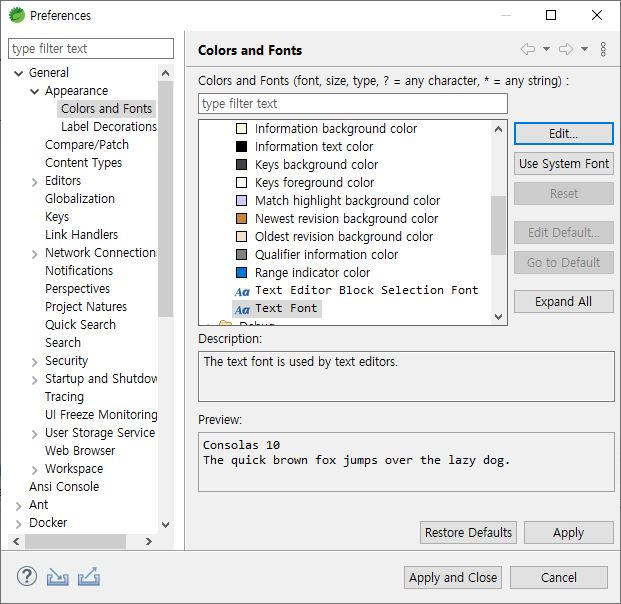 Preferences
type filter text
General
Appearance
Colors and Fonts
Label Decorations
Compare/Patch
Content Types
Editors
Globalization
Keys
Link Handlers
Network Connections
Notifications
Perspectives
Project Natures
Quick Search
Search
Security
Startup and Shutdow
Tracing
UI Freeze Monitoring
User Storage Service
Web Browser
Workspace
Ansi Console
Ant
Docker
Colors and Fonts
Colors and Fonts (font, size, type, ? = any character, * = any string) :
type filter text
Information background color
Information text color
Keys background color
Keys foreground color
Match highlight background color
Newest revision background color
Oldest revision background color
Qualifier information color
Range indicator color
Aa Text Editor Block Selection Font
Aa Text Font
Debug
Edit...
Use System Font
Reset
Edit Default...
Go to Default
Expand All
Description:
The text font is used by text editors.
Preview:
Consolas 10
The quick brown fox jumps over the lazy dog.
Restore Defaults
Apply
?
Apply and Close
Cancel